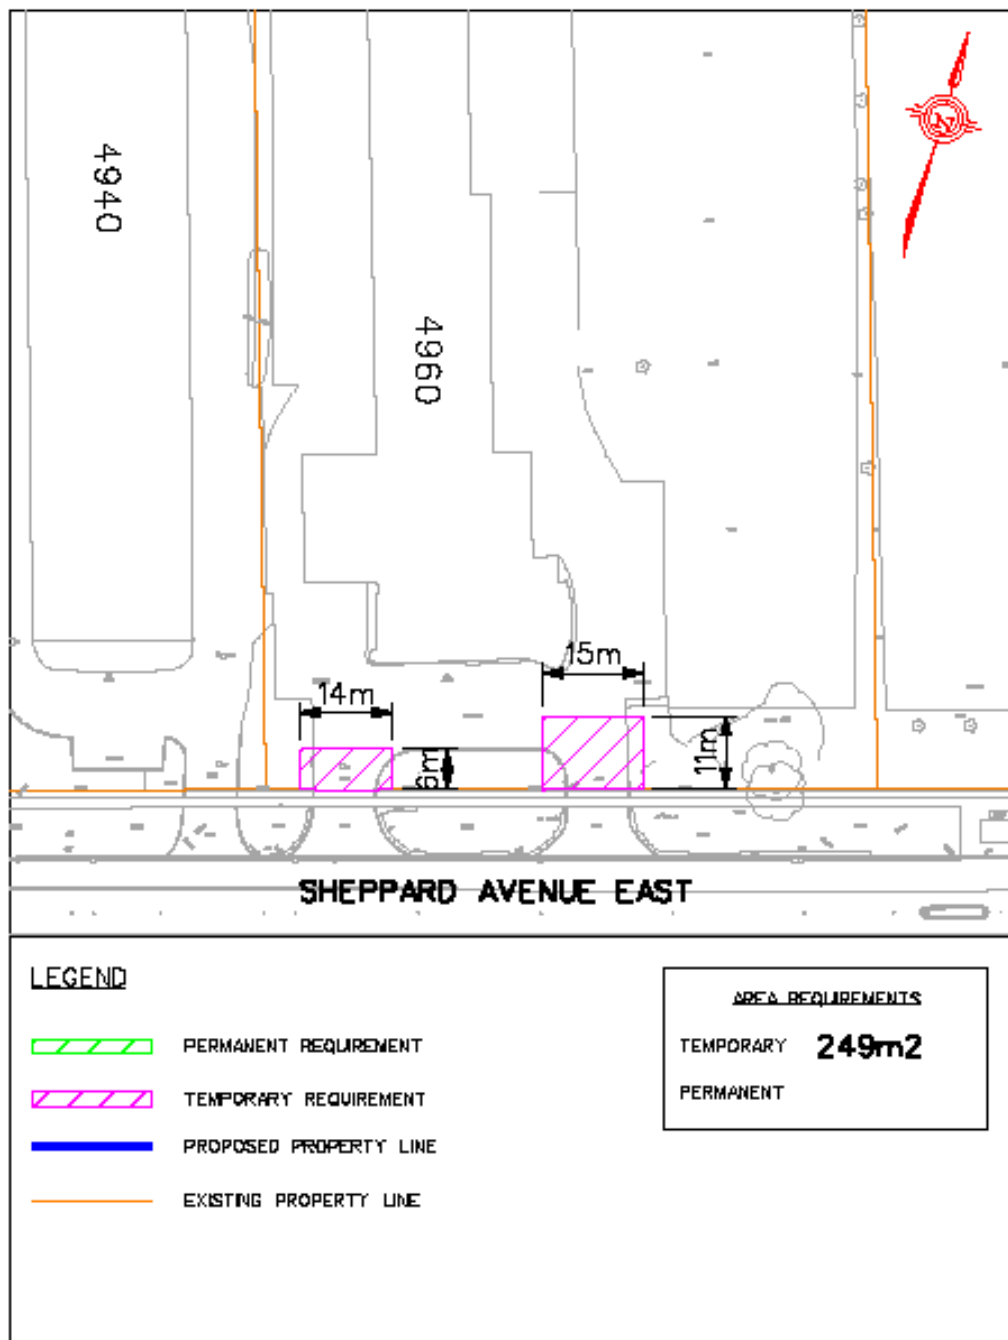 4940
4960
N
15m
14m
6m
11m
SHEPPARD AVENUE EAST
LEGEND
PERMANENT REQUIREMENT
TEMPORARY REQUIREMENT
PROPOSED PROPERTY LINE
EXISTING PROPERTY LINE
AREA REQUIREMENTS
TEMPORARY 249m2
PERMANENT